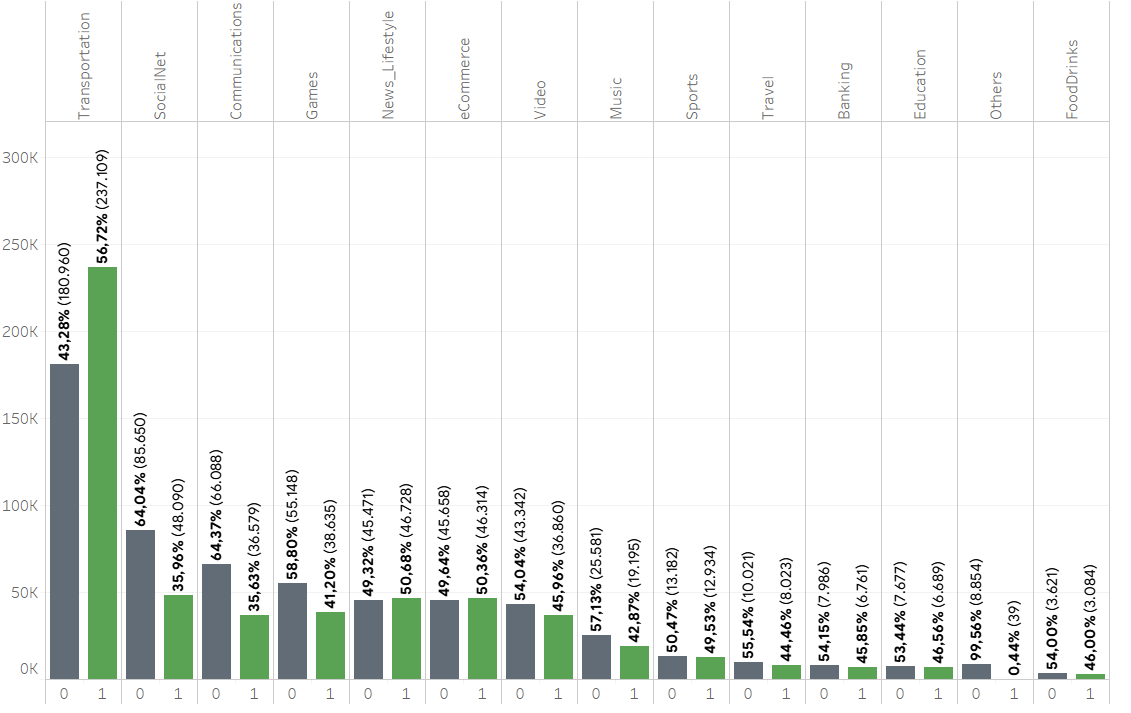 Transportation
SocialNet
Communications
Games
News_Lifestyle
eCommerce
Video
Music
Sports
Travel
Banking
Education
Others
FoodDrinks
300K
250K
200K
150K
100K
50K
0K
43,28% (180.960)
56,72% (237.109)
64,04% (85.650)
35,96% (48.090)
64,37% (66.088)
35,63% (36.579)
58,80% (55.148)
41,20% (38.635)
49,32% (45.471)
50,68% (46.728)
49,64% (45.658)
50,36% (46.314)
54,04% (43.342)
45,96% (36.860)
57,13% (25.581)
42,87% (19.195)
50,47% (13.182)
49,53% (12.934)
55,54% (10.021)
44,46% (8.023)
54,15% (7.986)
45,85% (6.761)
53,44% (7.677)
46,56% (6.689)
99,56% (8.854)
0,44% (39)
54,00% (3.621)
46,00% (3.084)
0 1 0 1 0 1 0 1 0 1 0 1 0 1 0 1 0 1 0 1 0 1 0 1 0 1 0 1